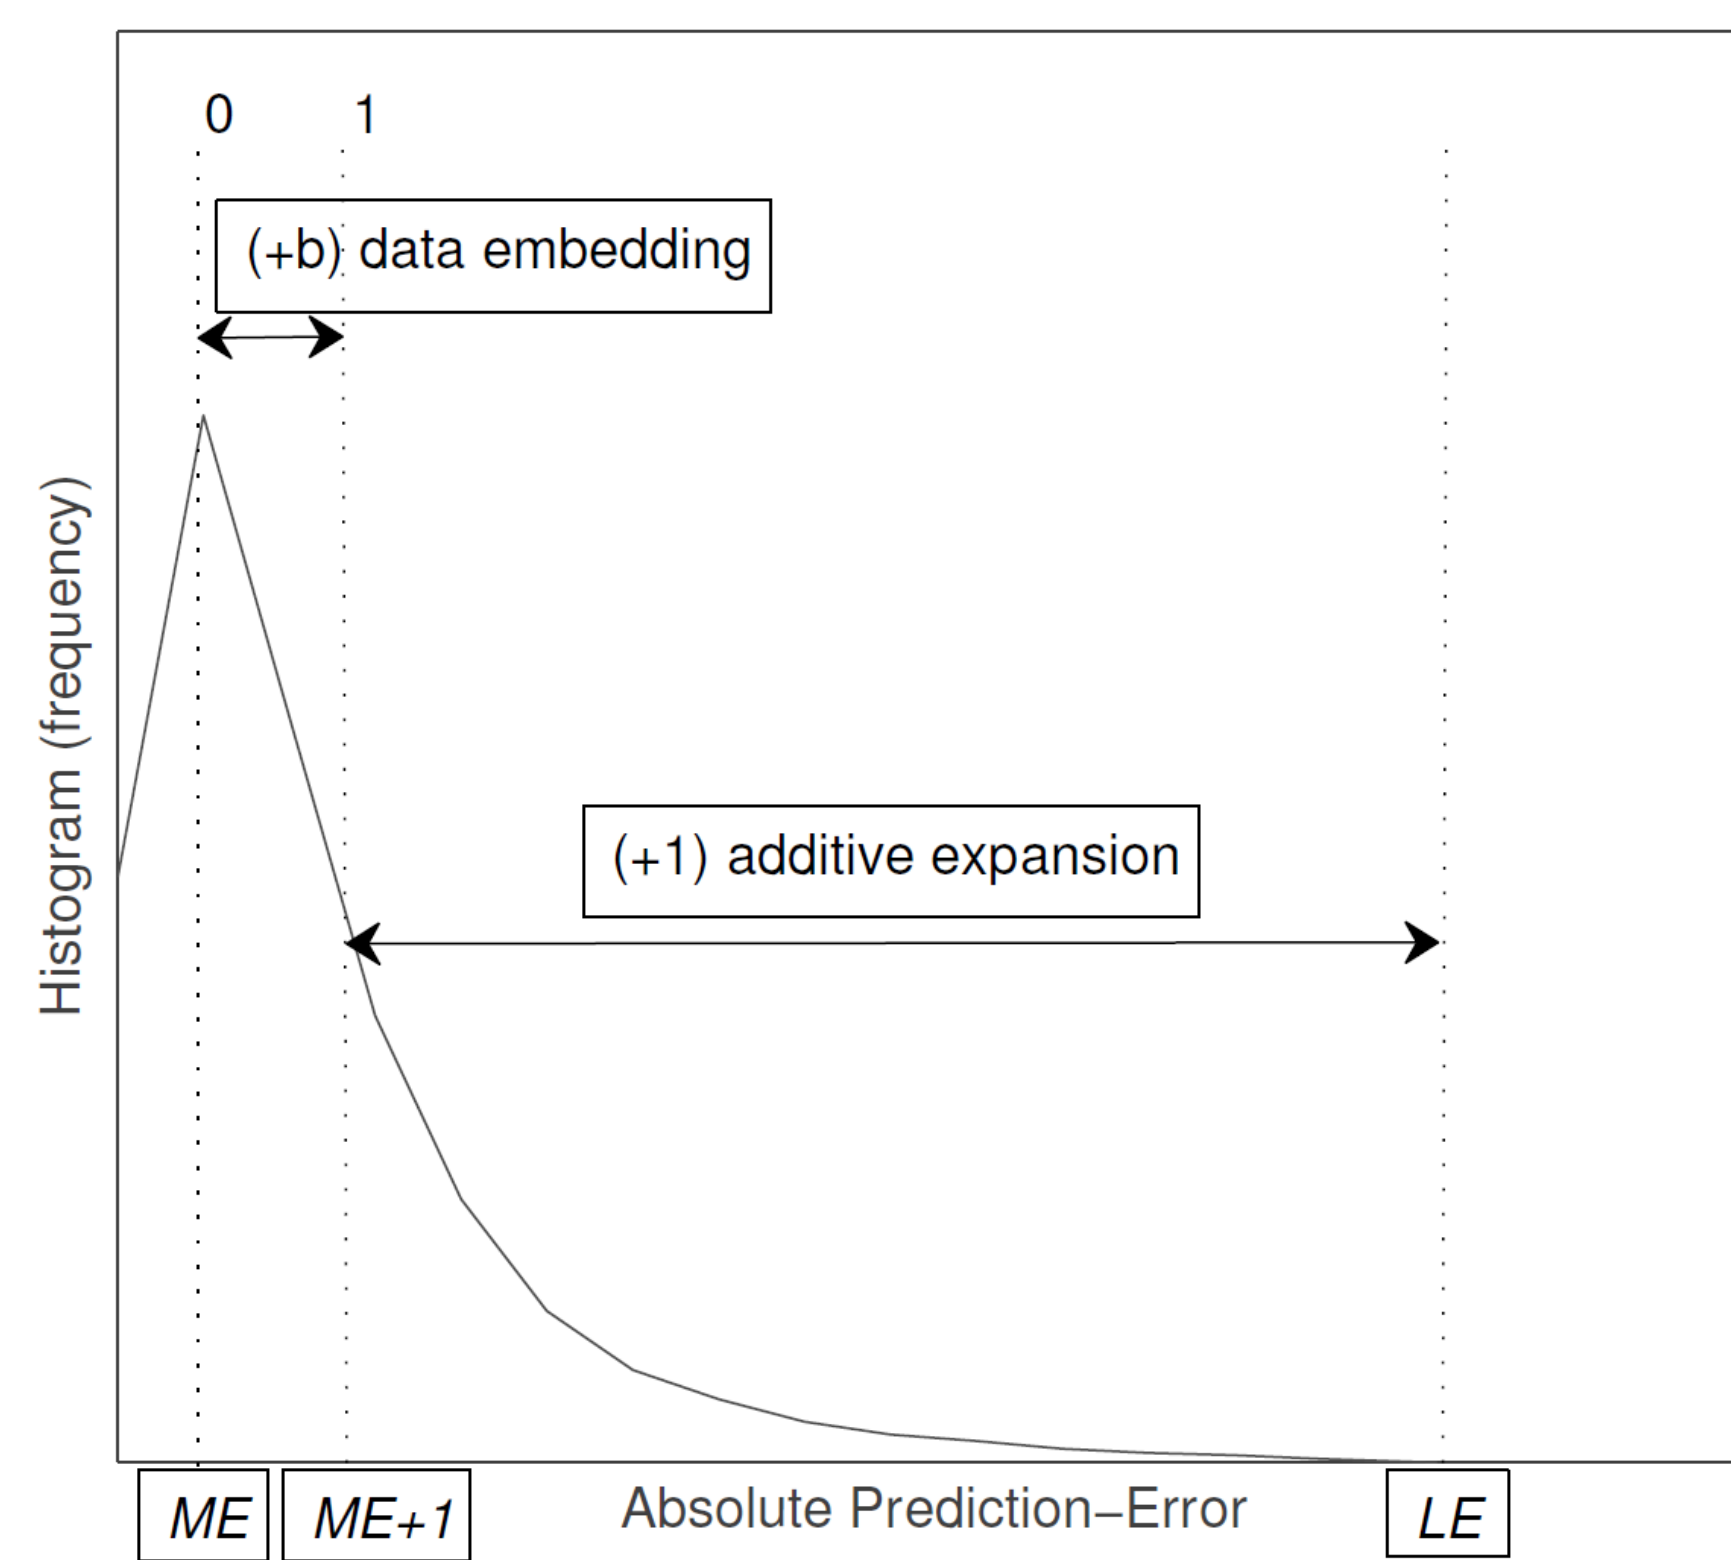 0
1
(+b) data embedding
Histogram (frequency)
(+1) additive expansion
ME
ME+1
Absolute Prediction−Error
LE